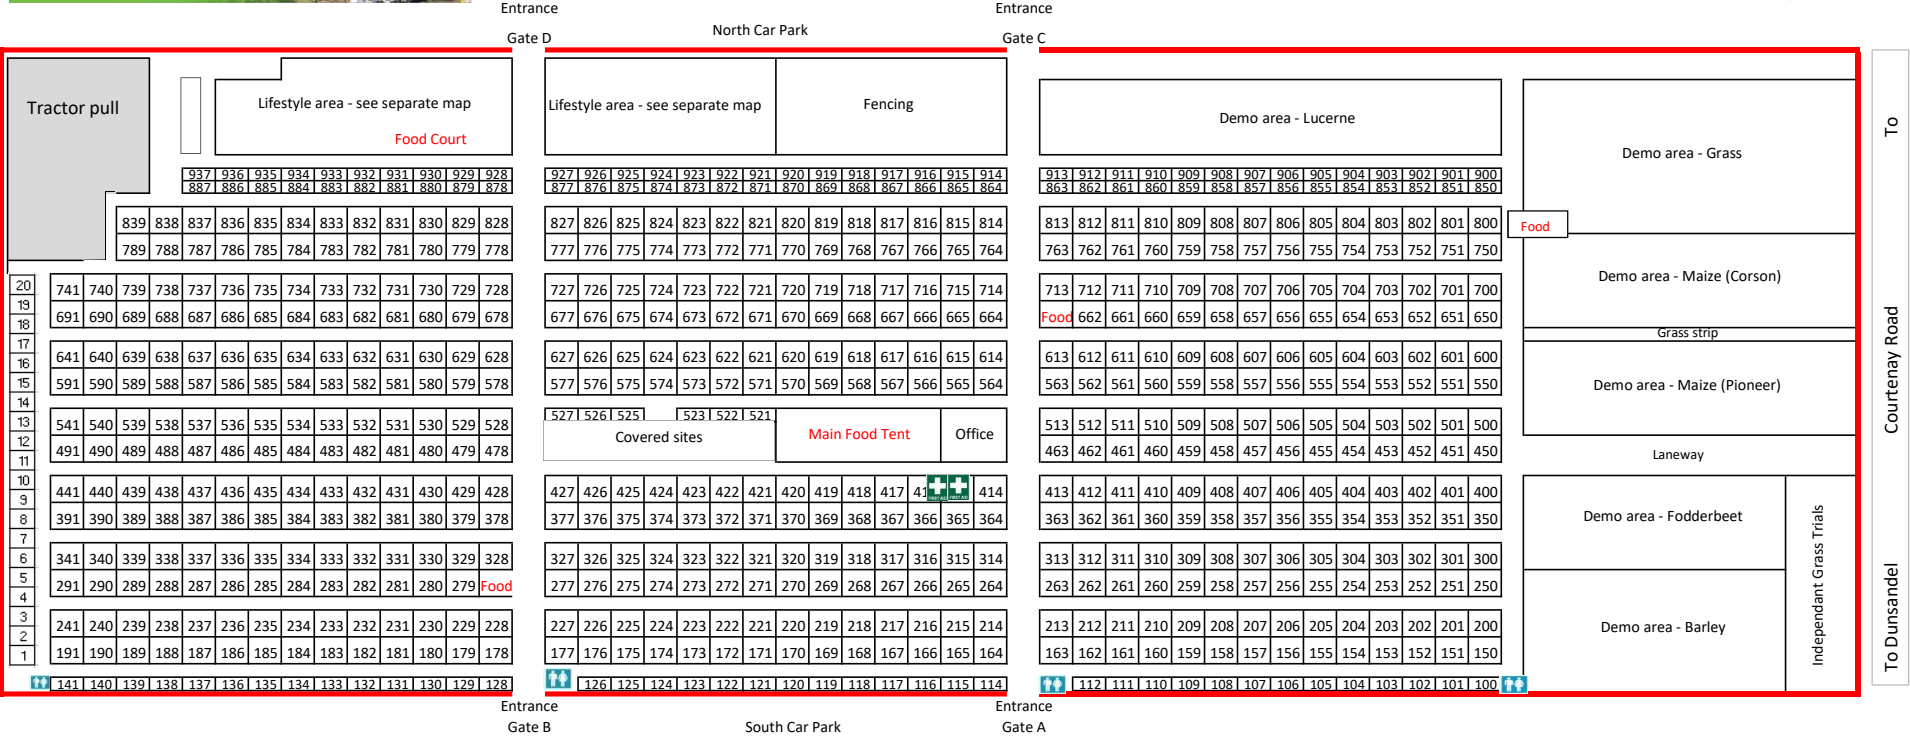 Entrance Entrance
North Car Park
Gate D Gate C
Tractor pull
Lifestyle area - see separate map
Food Court
Lifestyle area - see separate map
Fencing
Demo area - Lucerne
Demo area - Grass
To
937 936 935 934 933 932 931 930 929 928 927 926 925 924 923 922 921 920 919 918 917 916 915 914 913 912 911 910 909 908 907 906 905 904 903 902 901 900
887 886 885 884 883 882 881 880 879 878 877 876 875 874 873 872 871 870 869 868 867 866 865 864 863 862 861 860 859 858 857 856 855 854 853 852 851 850
839 838 837 836 835 834 833 832 831 830 829 828 827 826 825 824 823 822 821 820 819 818 817 816 815 814 813 812 811 810 809 808 807 806 805 804 803 802 801 800
Food
789 788 787 786 785 784 783 782 781 780 779 778 777 776 775 774 773 772 771 770 769 768 767 766 765 764 763 762 761 760 759 758 757 756 755 754 753 752 751 750
Demo area - Maize (Corson)
741 740 739 738 737 736 735 734 733 732 731 730 729 728 727 726 725 724 723 722 721 720 719 718 717 716 715 714 713 712 711 710 709 708 707 706 705 704 703 702 701 700
691 690 689 688 687 686 685 684 683 682 681 680 679 678 677 676 675 674 673 672 671 670 669 668 667 666 665 664 Food 662 661 660 659 658 657 656 655 654 653 652 651 650
Grass strip
641 640 639 638 637 636 635 634 633 632 631 630 629 628 627 626 625 624 623 622 621 620 619 618 617 616 615 614 613 612 611 610 609 608 607 606 605 604 603 602 601 600
591 590 589 588 587 586 585 584 583 582 581 580 579 578 577 576 575 574 573 572 571 570 569 568 567 566 565 564 563 562 561 560 559 558 557 556 555 554 553 552 551 550
Demo area - Maize (Pioneer)
Courtenay Road
527 526 525 523 522 521
541 540 539 538 537 536 535 534 533 532 531 530 529 528
Covered sites
Main Food Tent
Office
513 512 511 510 509 508 507 506 505 504 503 502 501 500
491 490 489 488 487 486 485 484 483 482 481 480 479 478
463 462 461 460 459 458 457 456 455 454 453 452 451 450
Laneway
441 440 439 438 437 436 435 434 433 432 431 430 429 428 427 426 425 424 423 422 421 420 419 418 417 41 414 413 412 411 410 409 408 407 406 405 404 403 402 401 400
391 390 389 388 387 386 385 384 383 382 381 380 379 378 377 376 375 374 373 372 371 370 369 368 367 366 365 364 363 362 361 360 359 358 357 356 355 354 353 352 351 350
Demo area - Fodderbeet
341 340 339 338 337 336 335 334 333 332 331 330 329 328 327 326 325 324 323 322 321 320 319 318 317 316 315 314 313 312 311 310 309 308 307 306 305 304 303 302 301 300
291 290 289 288 287 286 285 284 283 282 281 280 279 Food 277 276 275 274 273 272 271 270 269 268 267 266 265 264 263 262 261 260 259 258 257 256 255 254 253 252 251 250
Independant Grass Trials
To Dunsandel
241 240 239 238 237 236 235 234 233 232 231 230 229 228 227 226 225 224 223 222 221 220 219 218 217 216 215 214 213 212 211 210 209 208 207 206 205 204 203 202 201 200
Demo area - Barley
191 190 189 188 187 186 185 184 183 182 181 180 179 178 177 176 175 174 173 172 171 170 169 168 167 166 165 164 163 162 161 160 159 158 157 156 155 154 153 152 151 150
141 140 139 138 137 136 135 134 133 132 131 130 129 128 126 125 124 123 122 121 120 119 118 117 116 115 114 112 111 110 109 108 107 106 105 104 103 102 101 100
20
19
18
17
16
15
14
13
12
11
10
9
8
7
6
5
4
3
2
1
Entrance Entrance
Gate B South Car Park Gate A